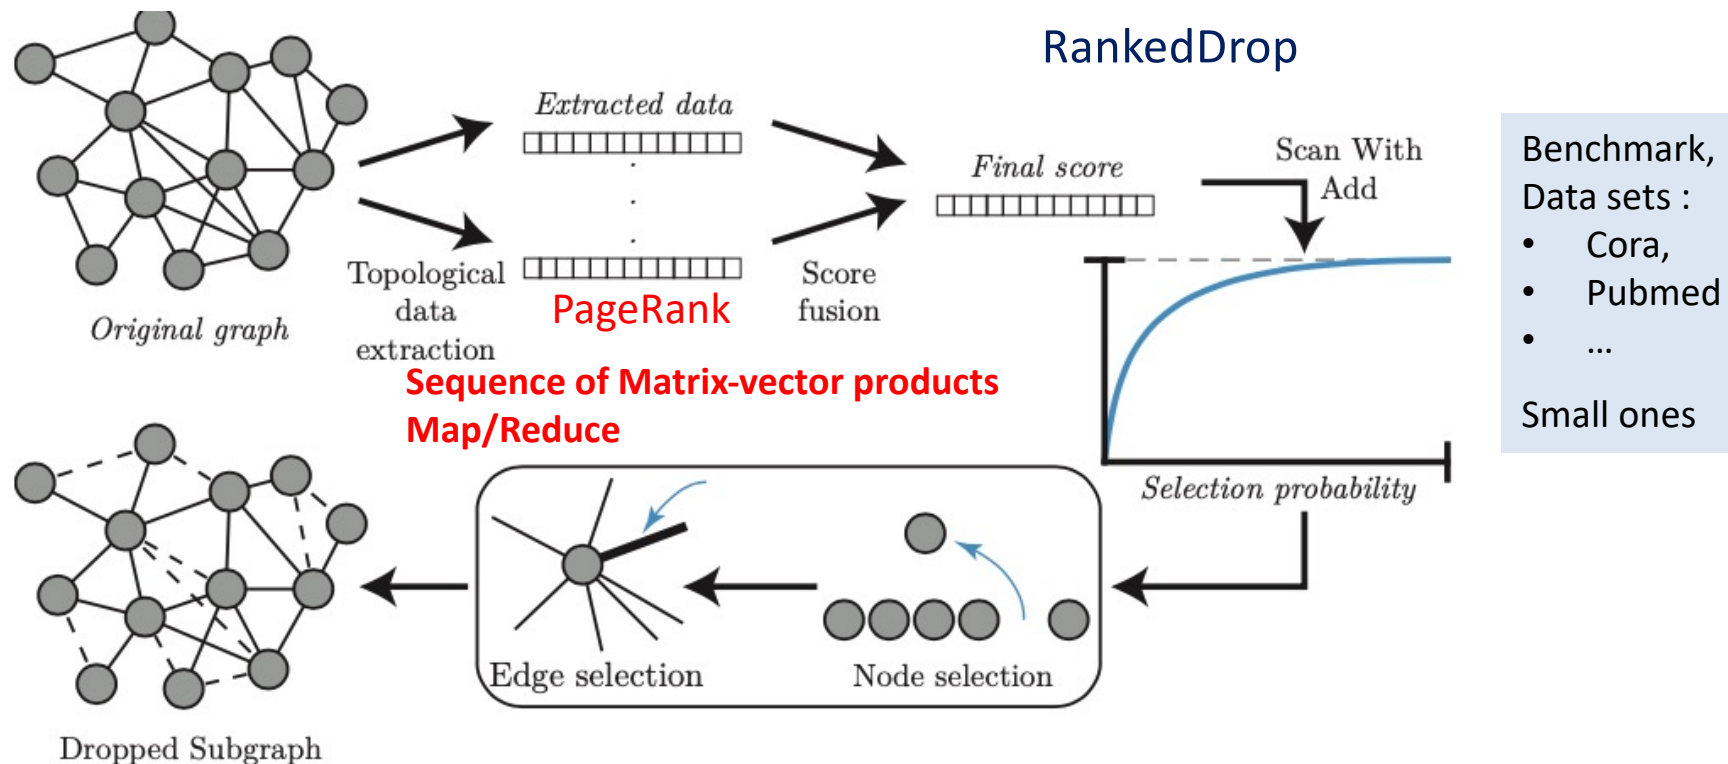 RankedDrop
Extracted data
.
.
.
PageRank
Topological
data
extraction
Score
fusion
Final score
Scan With
Add
Original graph
Sequence of Matrix-vector products
Map/Reduce
Selection probability
Benchmark,
Data sets :
• Cora,
• Pubmed
• ...
Small ones
Edge selection
Node selection
Dropped Subgraph